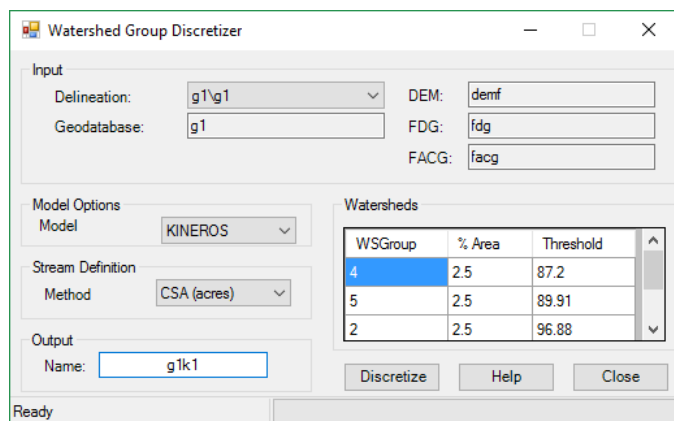 Watershed Group Discretizer
Input
Delineation: g1\g1
Geodatabase: g1
DEM: demf
FDG: fdg
FACG: facg
Model Options
Model KINEROS
Stream Definition
Method CSA (acres)
Output
Name: g1k1
Watersheds
WSGroup % Area Threshold
4 2.5 87.2
5 2.5 89.91
2 2.5 96.88
Discretize Help Close
Ready